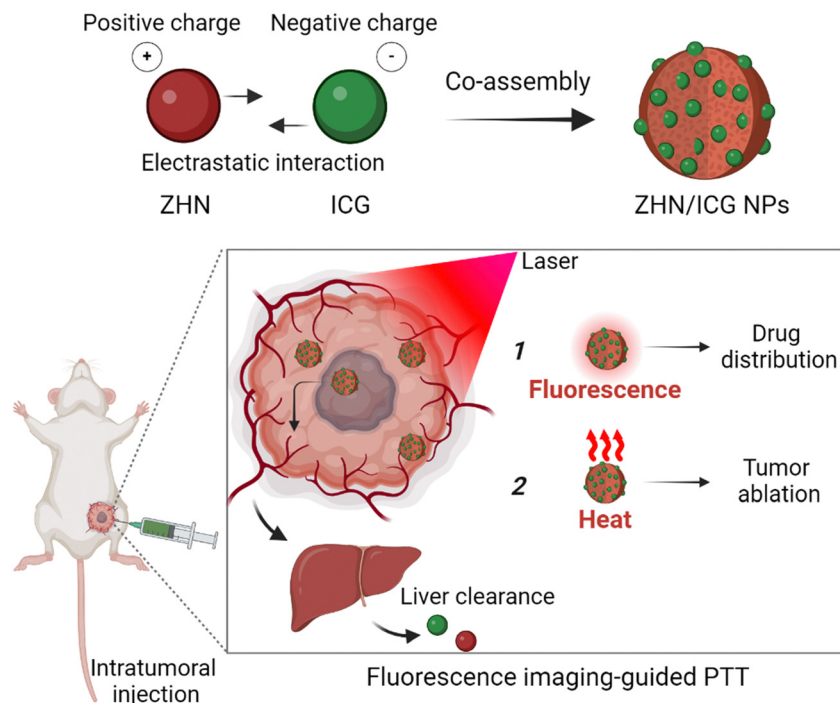 Positive charge
Negative charge
+
-
Co-assembly
Electrastatic interaction
ZHN
ICG
ZHN/ICG NPs
Laser
1
Fluorescence
Drug
distribution
2
Heat
Tumor
ablation
Liver clearance
Intratumoral
injection
Fluorescence imaging-guided PTT